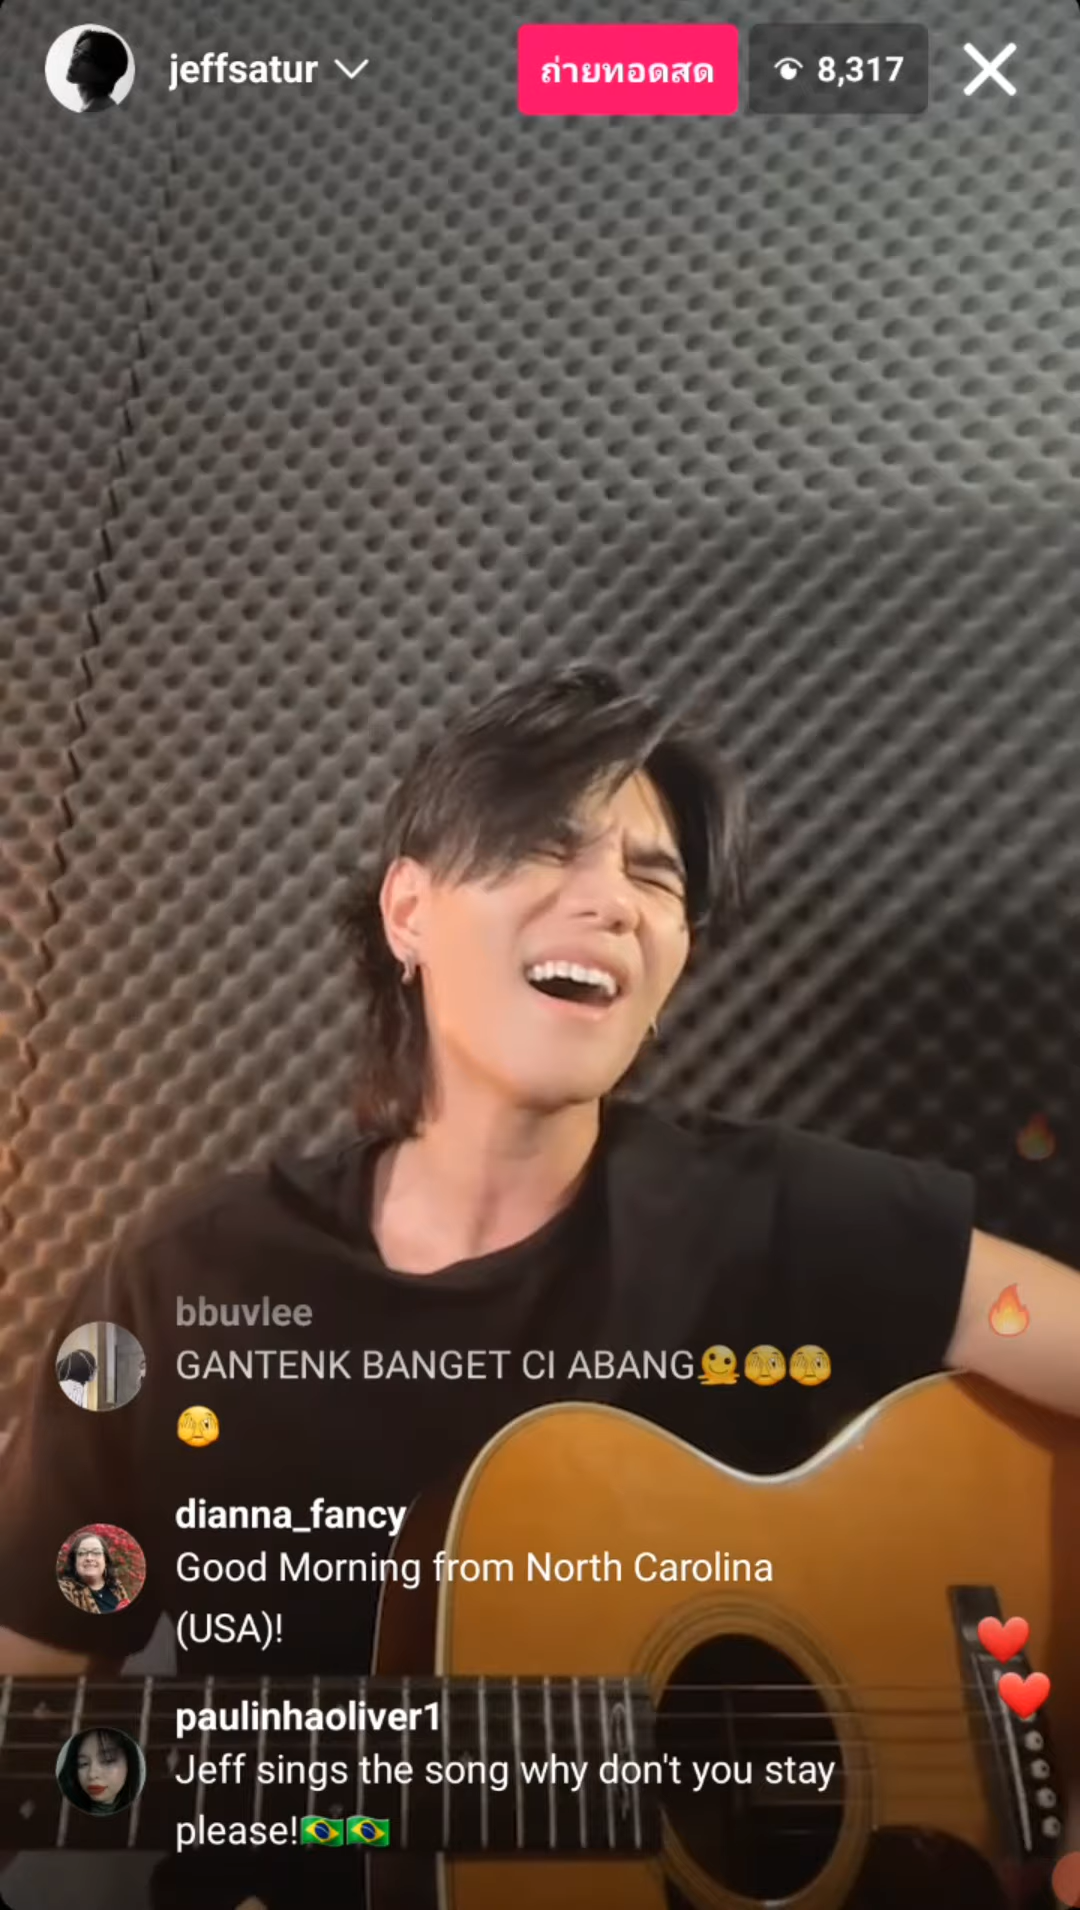 jeffsatur
ถ่ายทอดสด
8,317
bbuvlee
GANTENK BANGET CI ABANG🫠🫣🫣
🫣
dianna_fancy
Good Morning from North Carolina
(USA)!
paulinhaoliver1
Jeff sings the song why don't you stay
please!🇧🇷🇧🇷